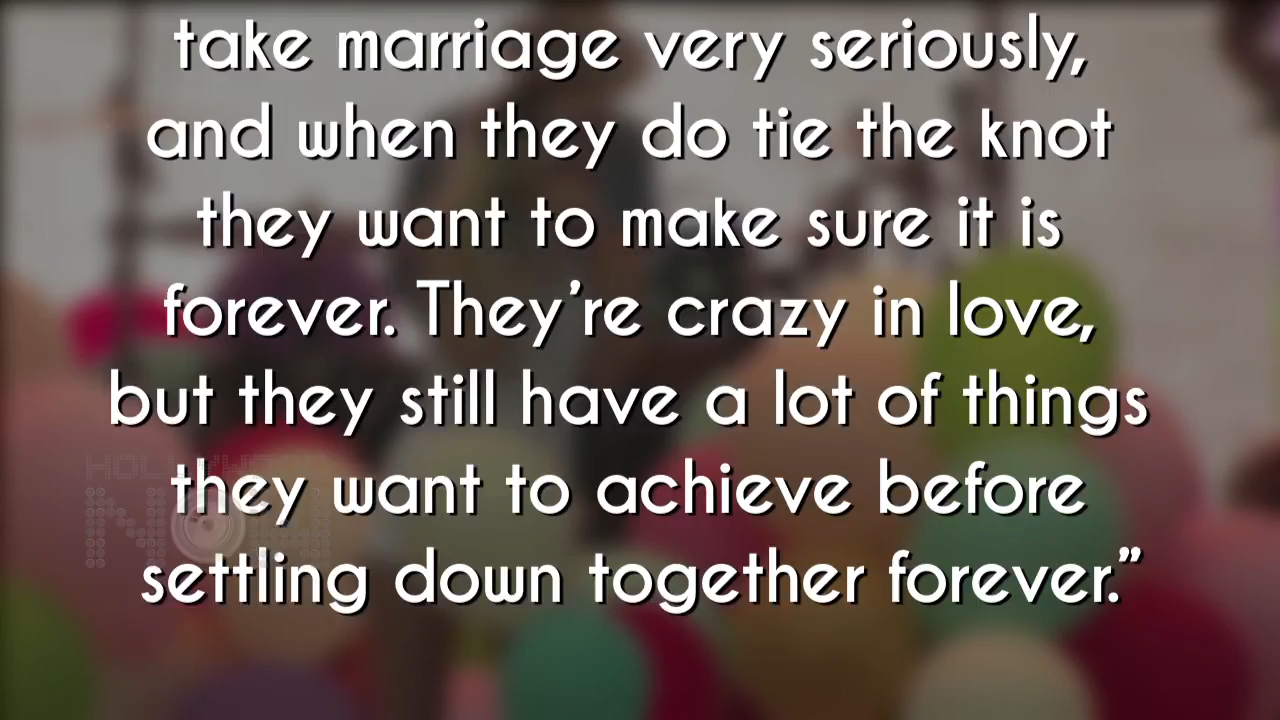 take marriage very seriously,
and when they do tie the knot
they want to make sure it is
forever. They're crazy in love,
but they still have a lot of things
they want to achieve before
settling down together forever."
HOLLYW
NOW